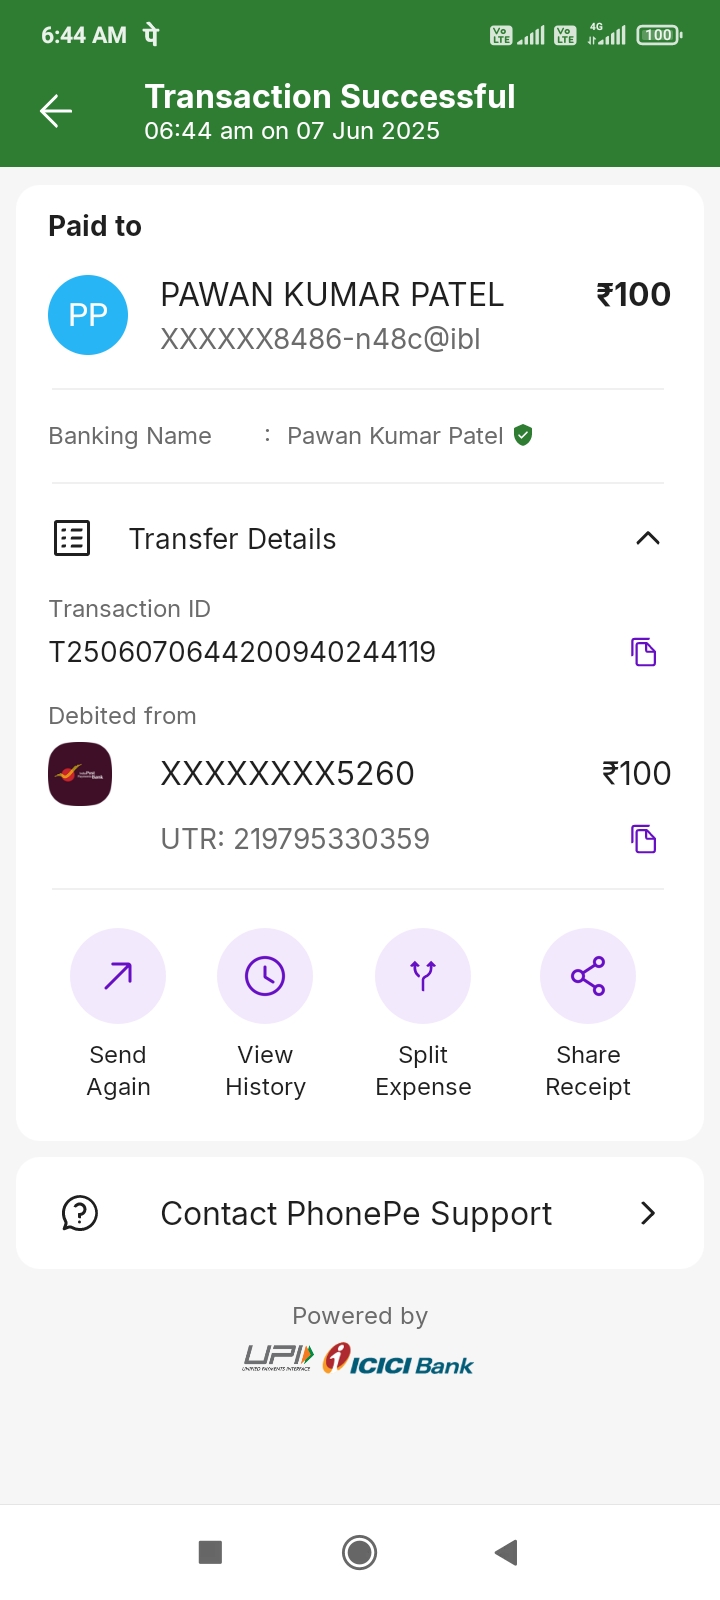 6:44 AM पे Vo LTE Vo LTE 4G 100
Transaction Successful
06:44 am on 07 Jun 2025
Paid to
PP PAWAN KUMAR PATEL ₹100
XXXXXX8486-n48c@ibl
Banking Name : Pawan Kumar Patel
Transfer Details
Transaction ID
T2506070644200940244119
Debited from
XXXXXXXX5260 ₹100
UTR: 219795330359
Send Again
View History
Split Expense
Share Receipt
Contact PhonePe Support
Powered by
UPI ICICI Bank
UNIFIED PAYMENTS INTERFACE